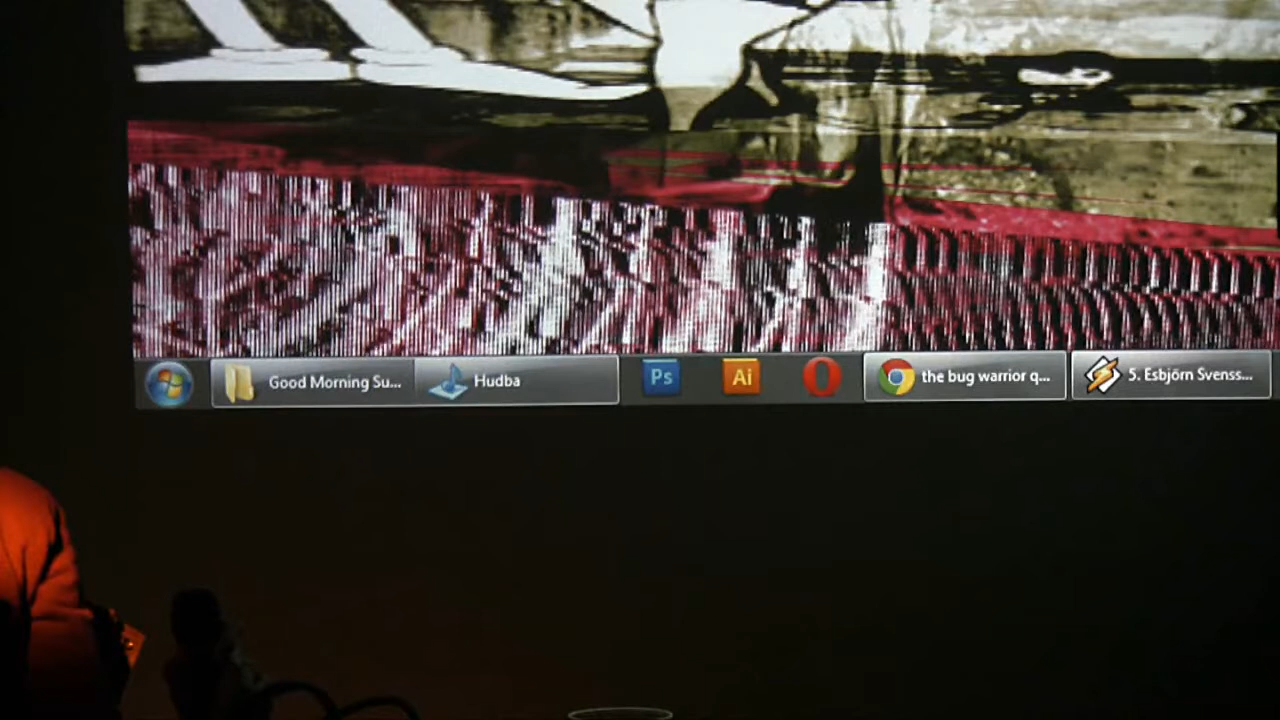 Good Morning Su...
Hudba
Ps
Ai
the bug warrior q...
5. Esbjörn Svenss...